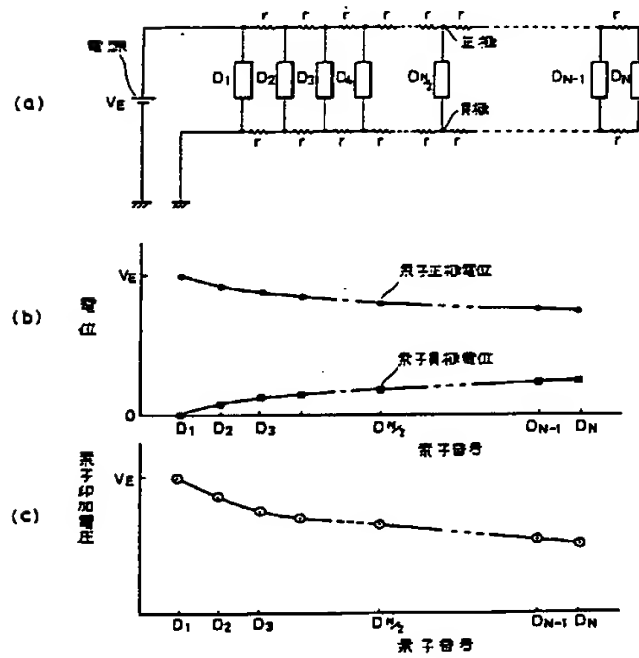 (a)
電源
V_E
r r r r r r r
正極
D₁ D₂ D₃ D₄ D_N/2 D_N-1 D_N
負極
r r r r r r r
(b)
電位
V_E
素子正極電位
素子負極電位
0
D₁ D₂ D₃ D_N/2 D_N-1 D_N
素子番号
(c)
素子印加電圧
V_E
D₁ D₂ D₃ D_N/2 D_N-1 D_N
素子番号